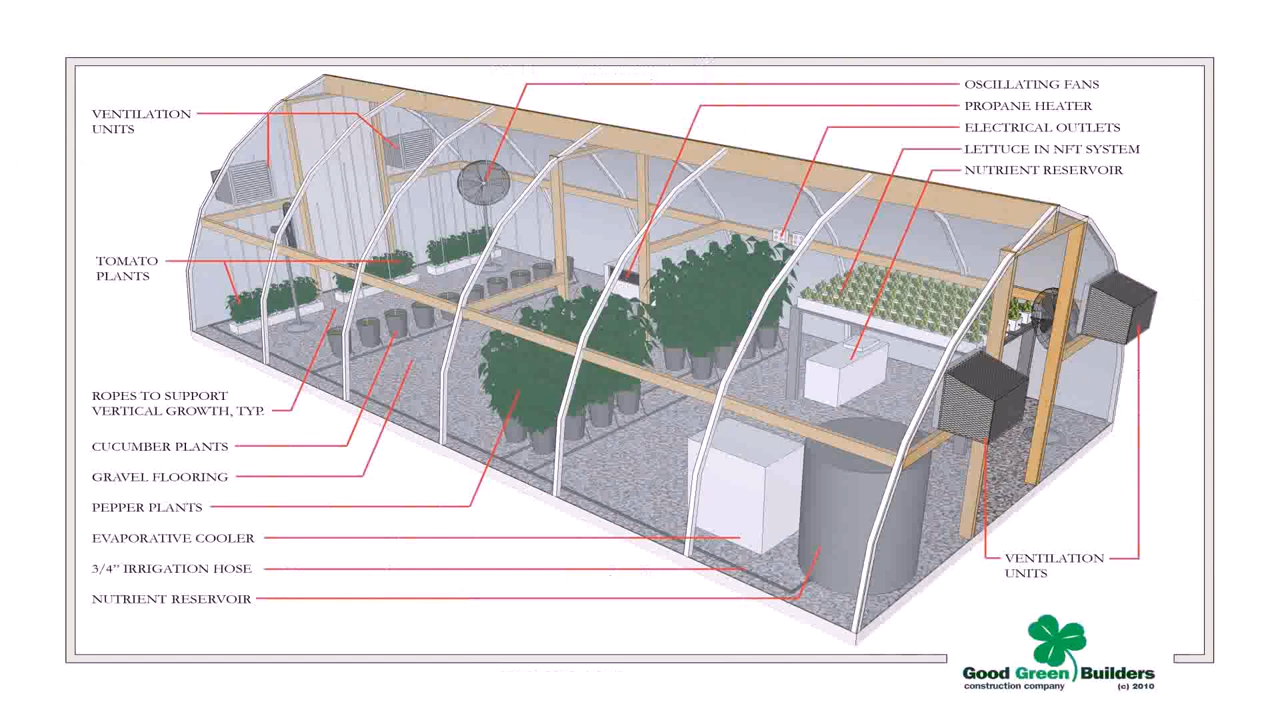 VENTILATION
UNITS
TOMATO
PLANTS
ROPES TO SUPPORT
VERTICAL GROWTH, TYP.
CUCUMBER PLANTS
GRAVEL FLOORING
PEPPER PLANTS
EVAPORATIVE COOLER
3/4” IRRIGATION HOSE
NUTRIENT RESERVOIR
OSCILLATING FANS
PROPANE HEATER
ELECTRICAL OUTLETS
LETTUCE IN NFT SYSTEM
NUTRIENT RESERVOIR
VENTILATION
UNITS
Good Green Builders
construction company (c) 2010